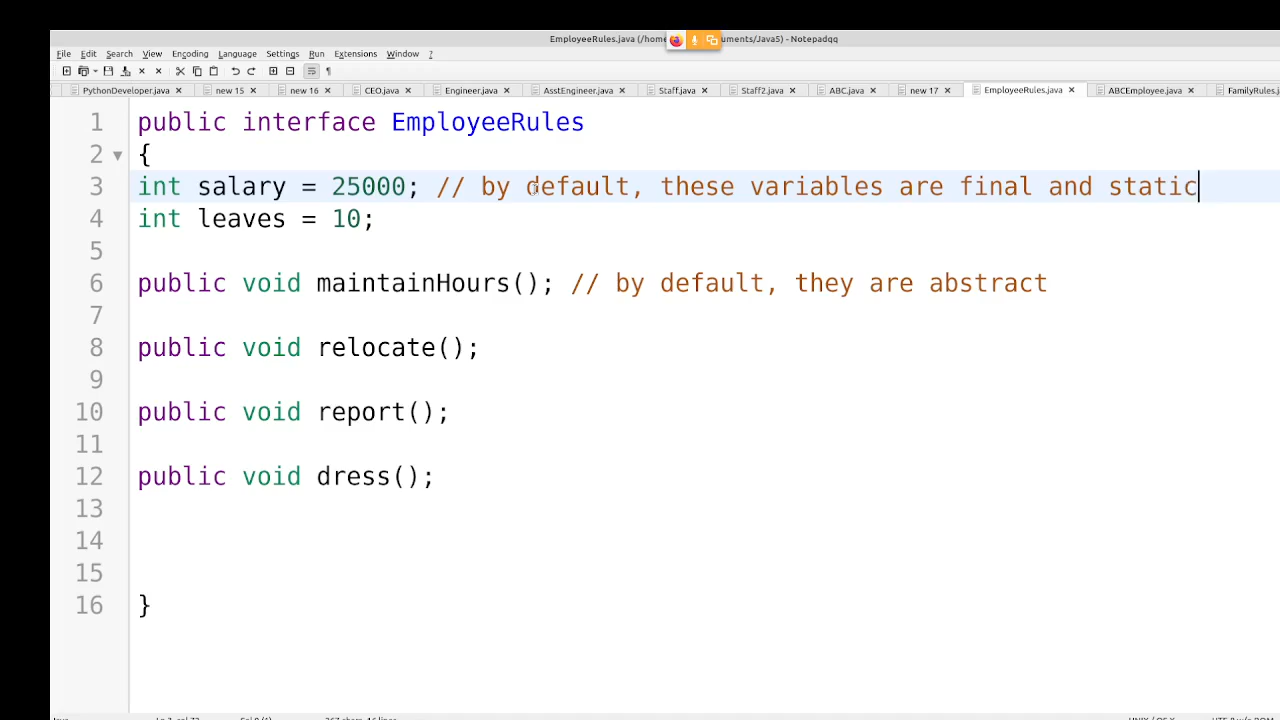 EmployeeRules.java (/home uments/Java5) - Notepadqq
File Edit Search View Encoding Language Settings Run Extensions Window ?
PythonDeveloper.java new 15 new 16 CEO.java Engineer.java AsstEngineer.java Staff.java Staff2.java ABC.java new 17 EmployeeRules.java ABCEmployee.java FamilyRules.j
1 public interface EmployeeRules
2 {
3 int salary = 25000; // by default, these variables are final and static
4 int leaves = 10;
5
6 public void maintainHours(); // by default, they are abstract
7
8 public void relocate();
9
10 public void report();
11
12 public void dress();
13
14
15
16 }